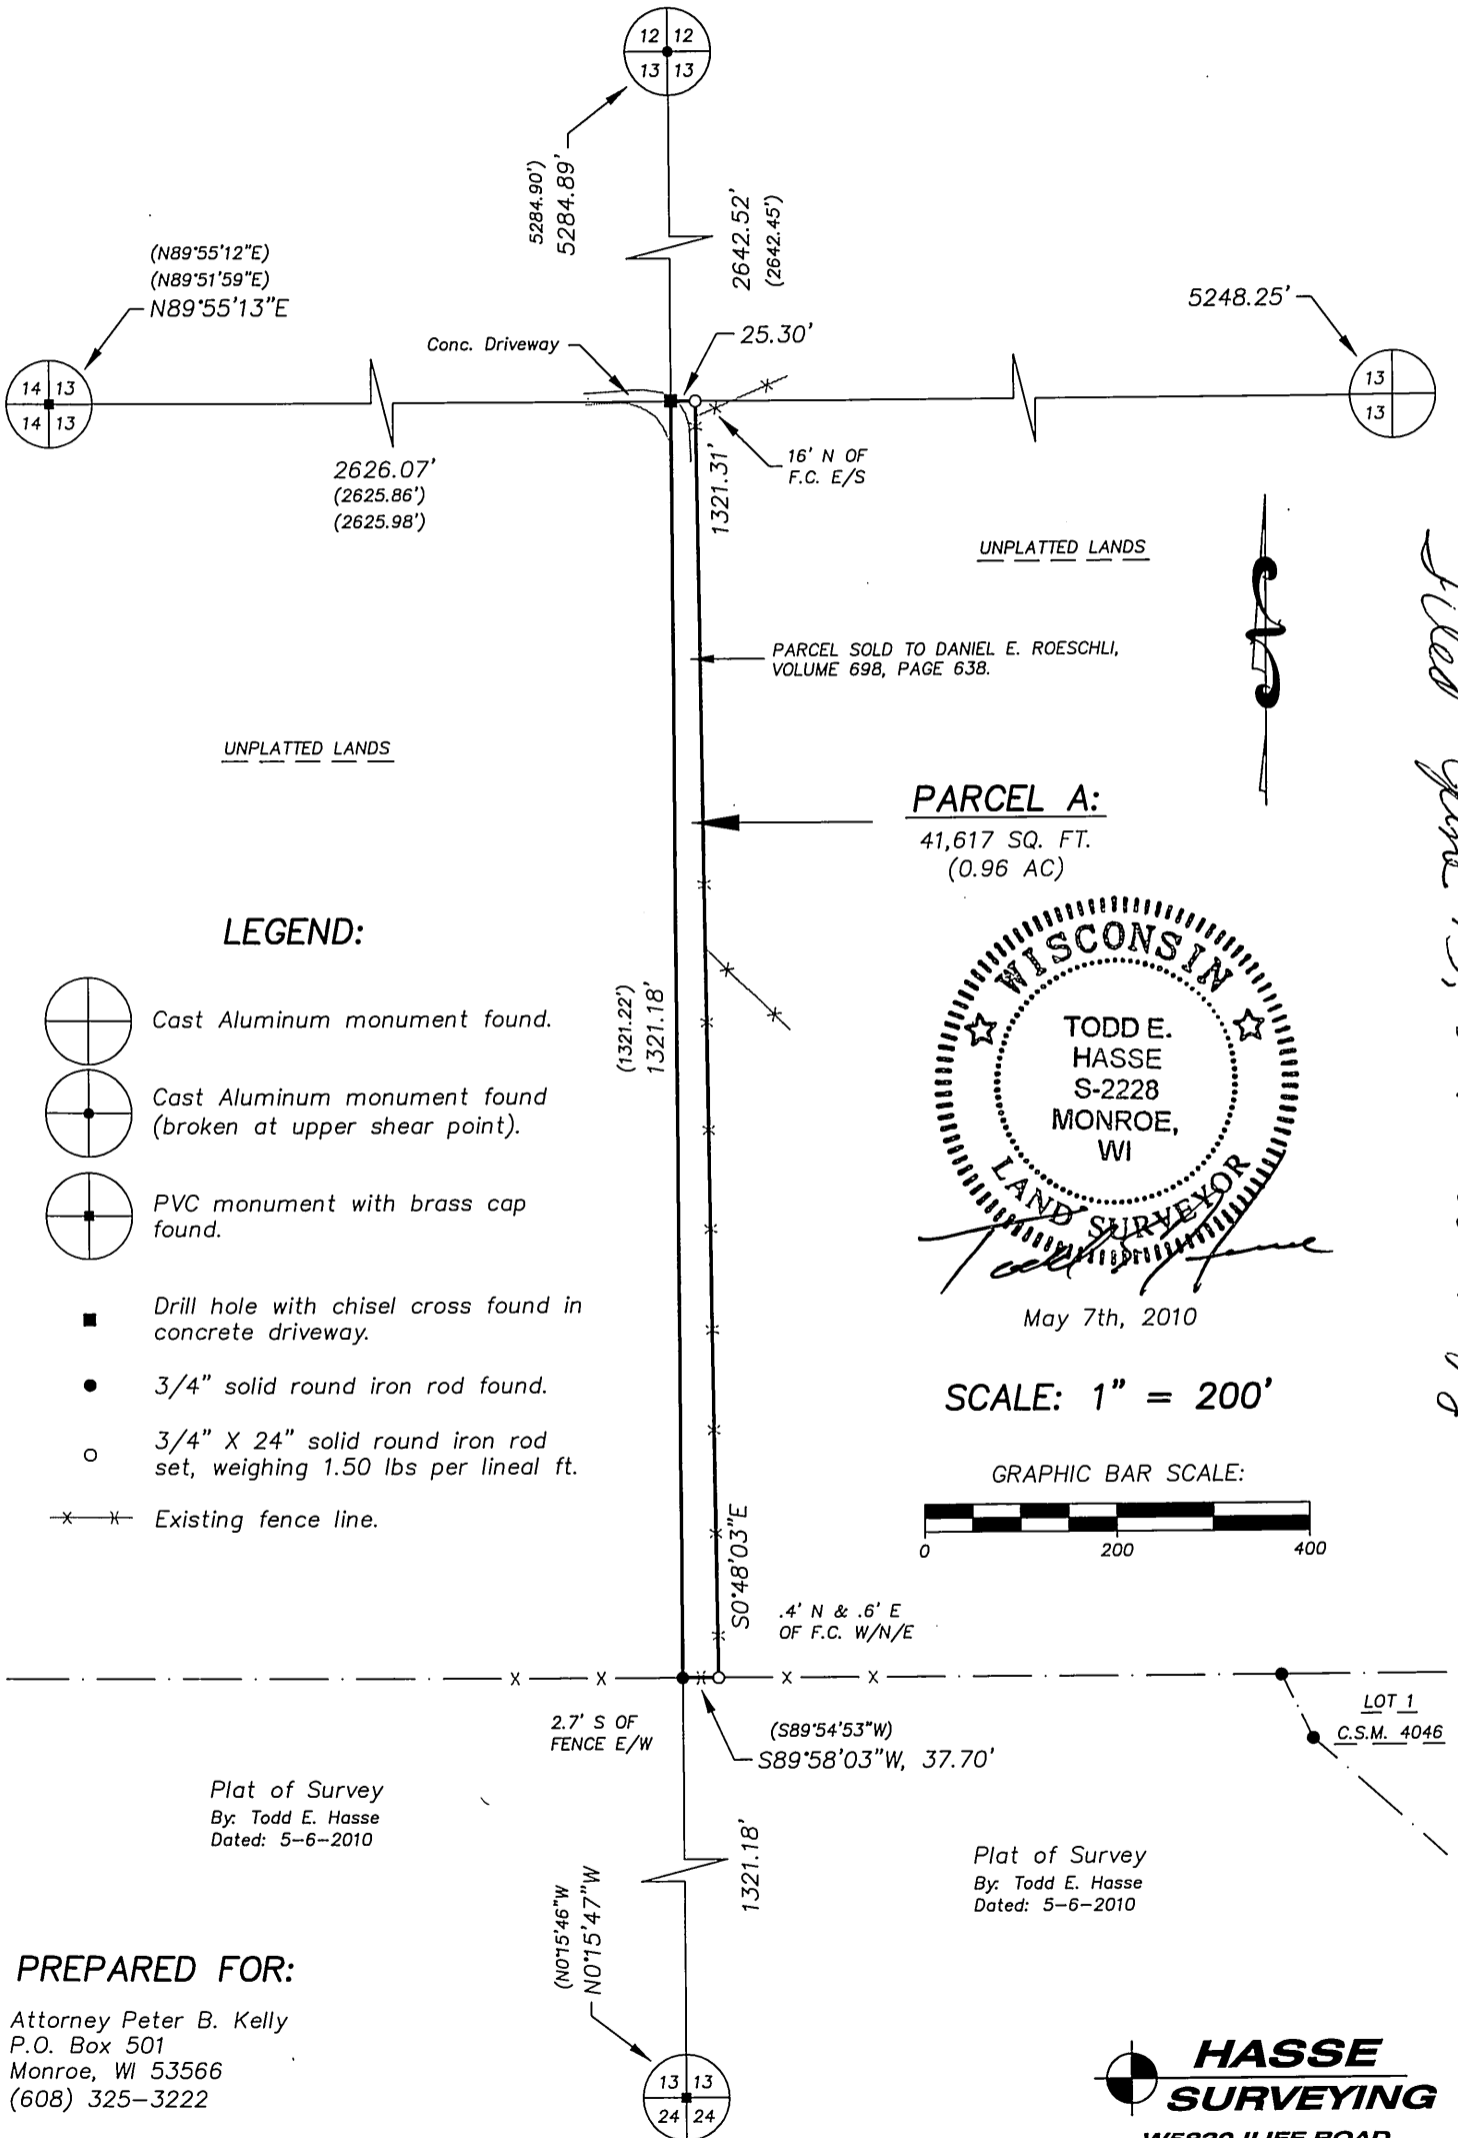 12 12
13 13
5284.90')
5284.89'
2642.52'
(2642.45')
(N89°55'12"E)
(N89°51'59"E)
N89°55'13"E
5248.25'
25.30'
Conc. Driveway
14 13
14 13
13
13
2626.07'
(2625.86')
(2625.98')
1321.31'
16' N OF
F.C. E/S
UNPLATTED LANDS
PARCEL SOLD TO DANIEL E. ROESCHLI,
VOLUME 698, PAGE 638.
UNPLATTED LANDS
PARCEL A:
41,617 SQ. FT.
(0.96 AC)
LEGEND:
Cast Aluminum monument found.
Cast Aluminum monument found
(broken at upper shear point).
PVC monument with brass cap
found.
Drill hole with chisel cross found in
concrete driveway.
3/4" solid round iron rod found.
3/4" X 24" solid round iron rod
set, weighing 1.50 lbs per lineal ft.
Existing fence line.
(1321.22')
1321.18'
WISCONSIN
TODD E.
HASSE
S-2228
MONROE,
WI
LAND SURVEYOR
May 7th, 2010
SCALE: 1" = 200'
GRAPHIC BAR SCALE:
0 200 400
S0°48'03"E
.4' N & .6' E
OF F.C. W/N/E
2.7' S OF
FENCE E/W
(S89°54'53"W)
S89°58'03"W, 37.70'
LOT 1
C.S.M. 4046
Plat of Survey
By: Todd E. Hasse
Dated: 5-6-2010
1321.18'
Plat of Survey
By: Todd E. Hasse
Dated: 5-6-2010
(N0°15'46"W
N0°15'47"W
PREPARED FOR:
Attorney Peter B. Kelly
P.O. Box 501
Monroe, WI 53566
(608) 325-3222
13 13
24 24
HASSE
SURVEYING
Filed June